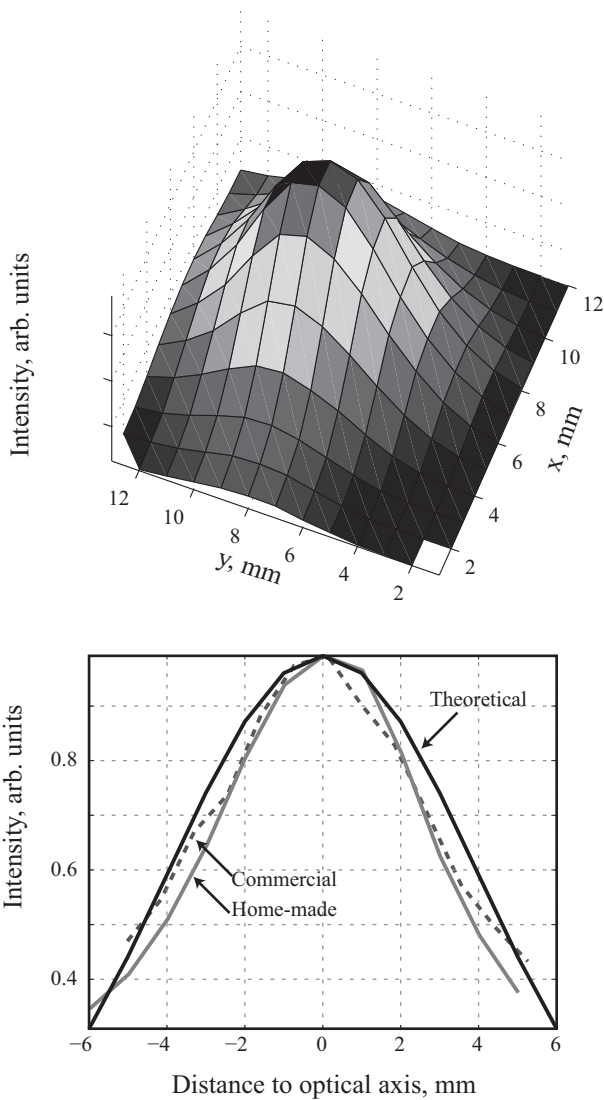 Intensity, arb. units
12
10
8
6
4
2
y, mm
12
10
8
6
4
2
x, mm
Intensity, arb. units
0.8
0.6
0.4
Theoretical
Commercial
Home-made
−6
−4
−2
0
2
4
6
Distance to optical axis, mm